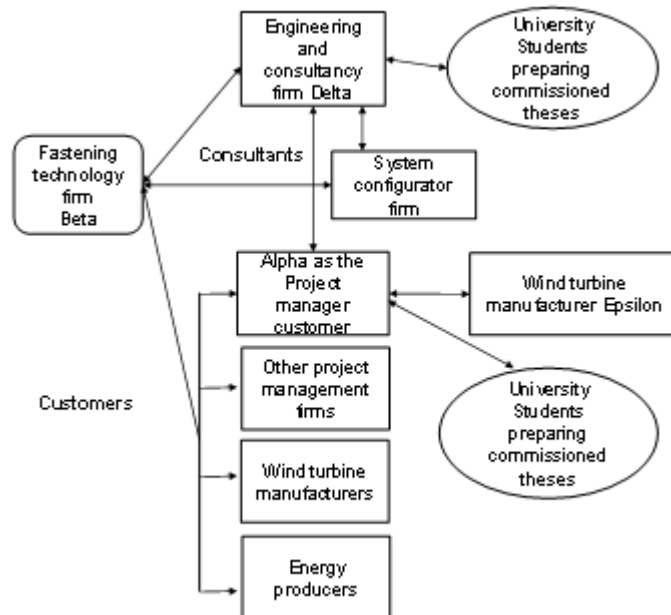 Engineering
and
consultancy
firm Delta
University
Students
preparing
commissioned
theses
Fastening
technology
firm
Beta
Consultants
System
configurator
firm
Alpha as the
Project
manager
customer
Wind turbine
manufacturer Epsilon
Other project
management
firms
Customers
University
Students
preparing
commissioned
theses
Wind turbine
manufacturers
Energy
producers